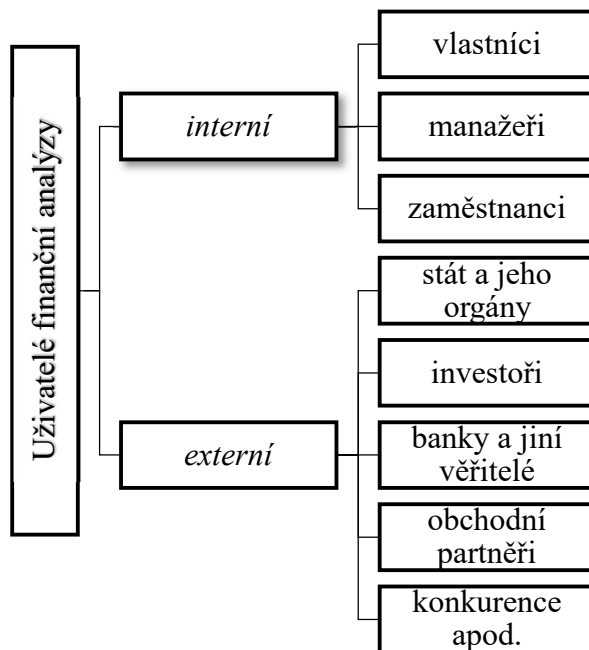 Uživatelé finanční analýzy
interní
vlastníci
manažeři
zaměstnanci
externí
stát a jeho
orgány
investoři
banky a jiní
věřitelé
obchodní
partněři
konkurence
apod.